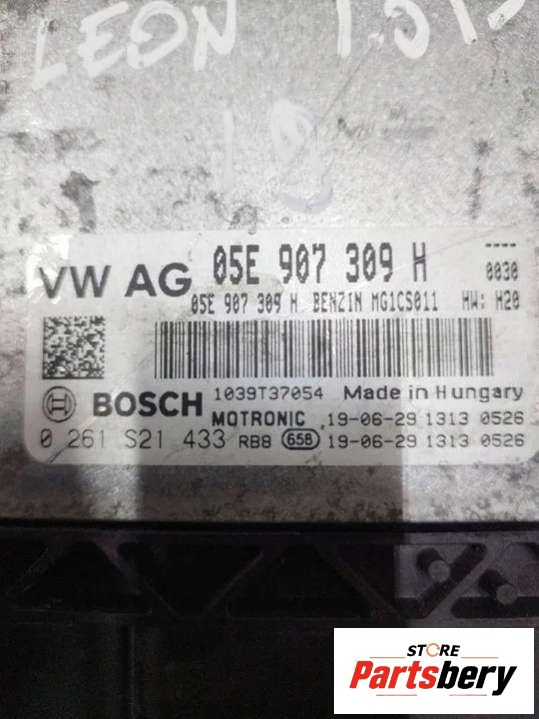 LEON
05E 907 309 H ----
VW AG 0030
05E 907 309 H BENZIN MG1CS011 HW: H20
BOSCH 1039T37054 Made in Hungary
MOTRONIC ,19-06-29 1313 0526
0 261 S21 433 RB8 658 19-06-29 1313 0526
STORE
Partsbery